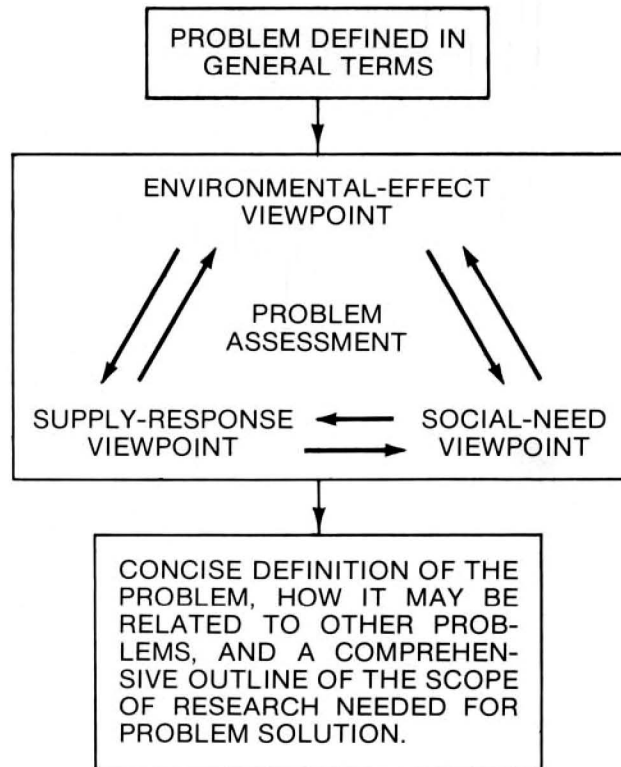 PROBLEM DEFINED IN
GENERAL TERMS
ENVIRONMENTAL-EFFECT
VIEWPOINT
PROBLEM
ASSESSMENT
SUPPLY-RESPONSE
VIEWPOINT
SOCIAL-NEED
VIEWPOINT
CONCISE DEFINITION OF THE
PROBLEM, HOW IT MAY BE
RELATED TO OTHER PROB-
LEMS, AND A COMPREHEN-
SIVE OUTLINE OF THE SCOPE
OF RESEARCH NEEDED FOR
PROBLEM SOLUTION.